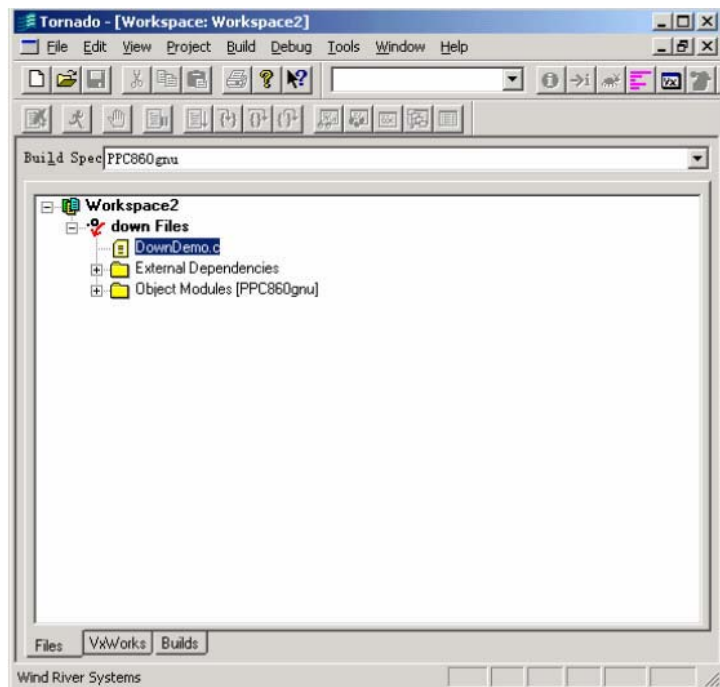 Tornado - [Workspace: Workspace2]
File Edit View Project Build Debug Tools Window Help
Build Spec PPC860gnu
Workspace2
down Files
DownDemo.c
External Dependencies
Object Modules [PPC860gnu]
Files VxWorks Builds
Wind River Systems